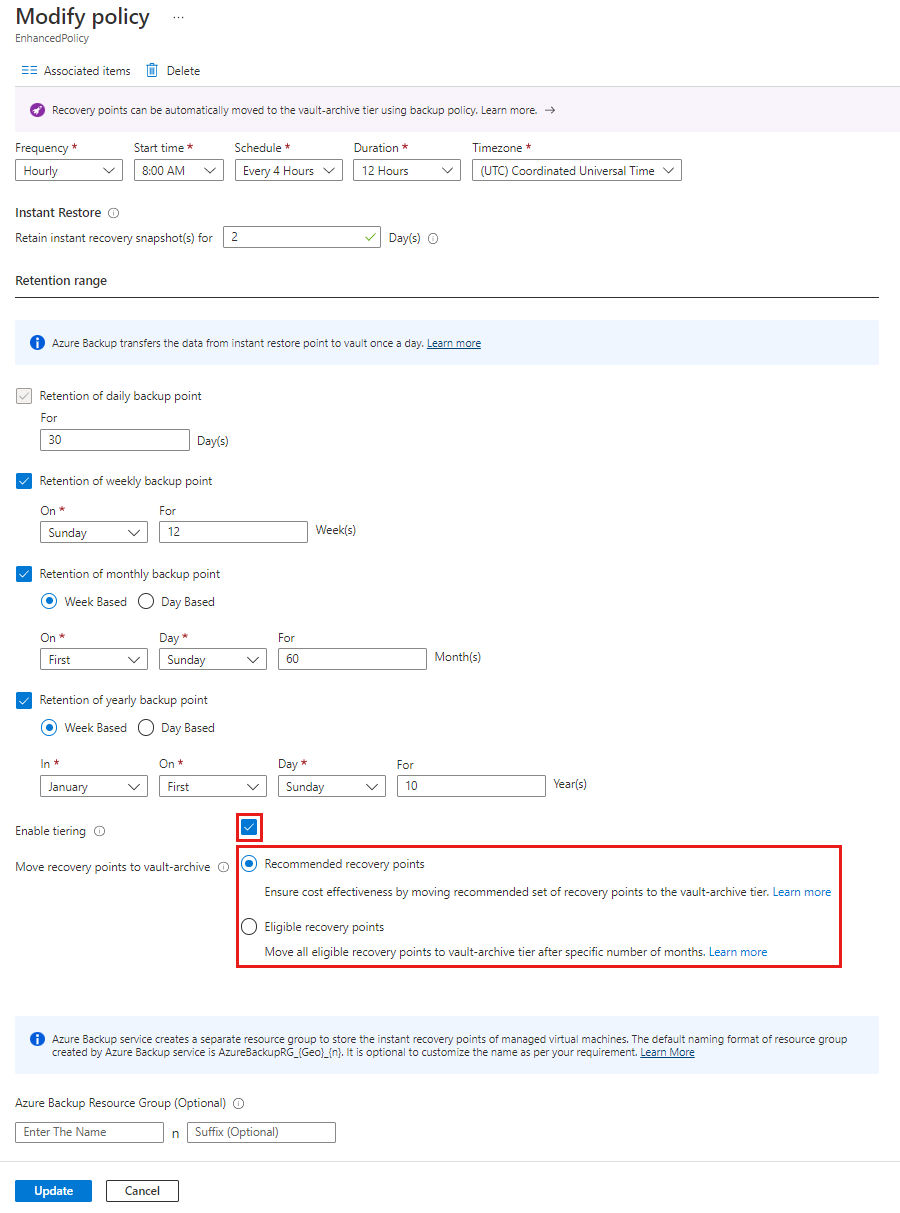 Modify policy ...
EnhancedPolicy
Associated items Delete
Recovery points can be automatically moved to the vault-archive tier using backup policy. Learn more. →
Frequency * Start time * Schedule * Duration * Timezone *
Hourly 8:00 AM Every 4 Hours 12 Hours (UTC) Coordinated Universal Time
Instant Restore
Retain instant recovery snapshot(s) for 2 Day(s)
Retention range
Azure Backup transfers the data from instant restore point to vault once a day. Learn more
Retention of daily backup point
For
30 Day(s)
Retention of weekly backup point
On * For
Sunday 12 Week(s)
Retention of monthly backup point
Week Based Day Based
On * Day * For
First Sunday 60 Month(s)
Retention of yearly backup point
Week Based Day Based
In * On * Day * For
January First Sunday 10 Year(s)
Enable tiering
Move recovery points to vault-archive Recommended recovery points
Ensure cost effectiveness by moving recommended set of recovery points to the vault-archive tier. Learn more
Eligible recovery points
Move all eligible recovery points to vault-archive tier after specific number of months. Learn more
Azure Backup service creates a separate resource group to store the instant recovery points of managed virtual machines. The default naming format of resource group
created by Azure Backup service is AzureBackupRG_{Geo}_{n}. It is optional to customize the name as per your requirement. Learn More
Azure Backup Resource Group (Optional)
Enter The Name n Suffix (Optional)
Update Cancel